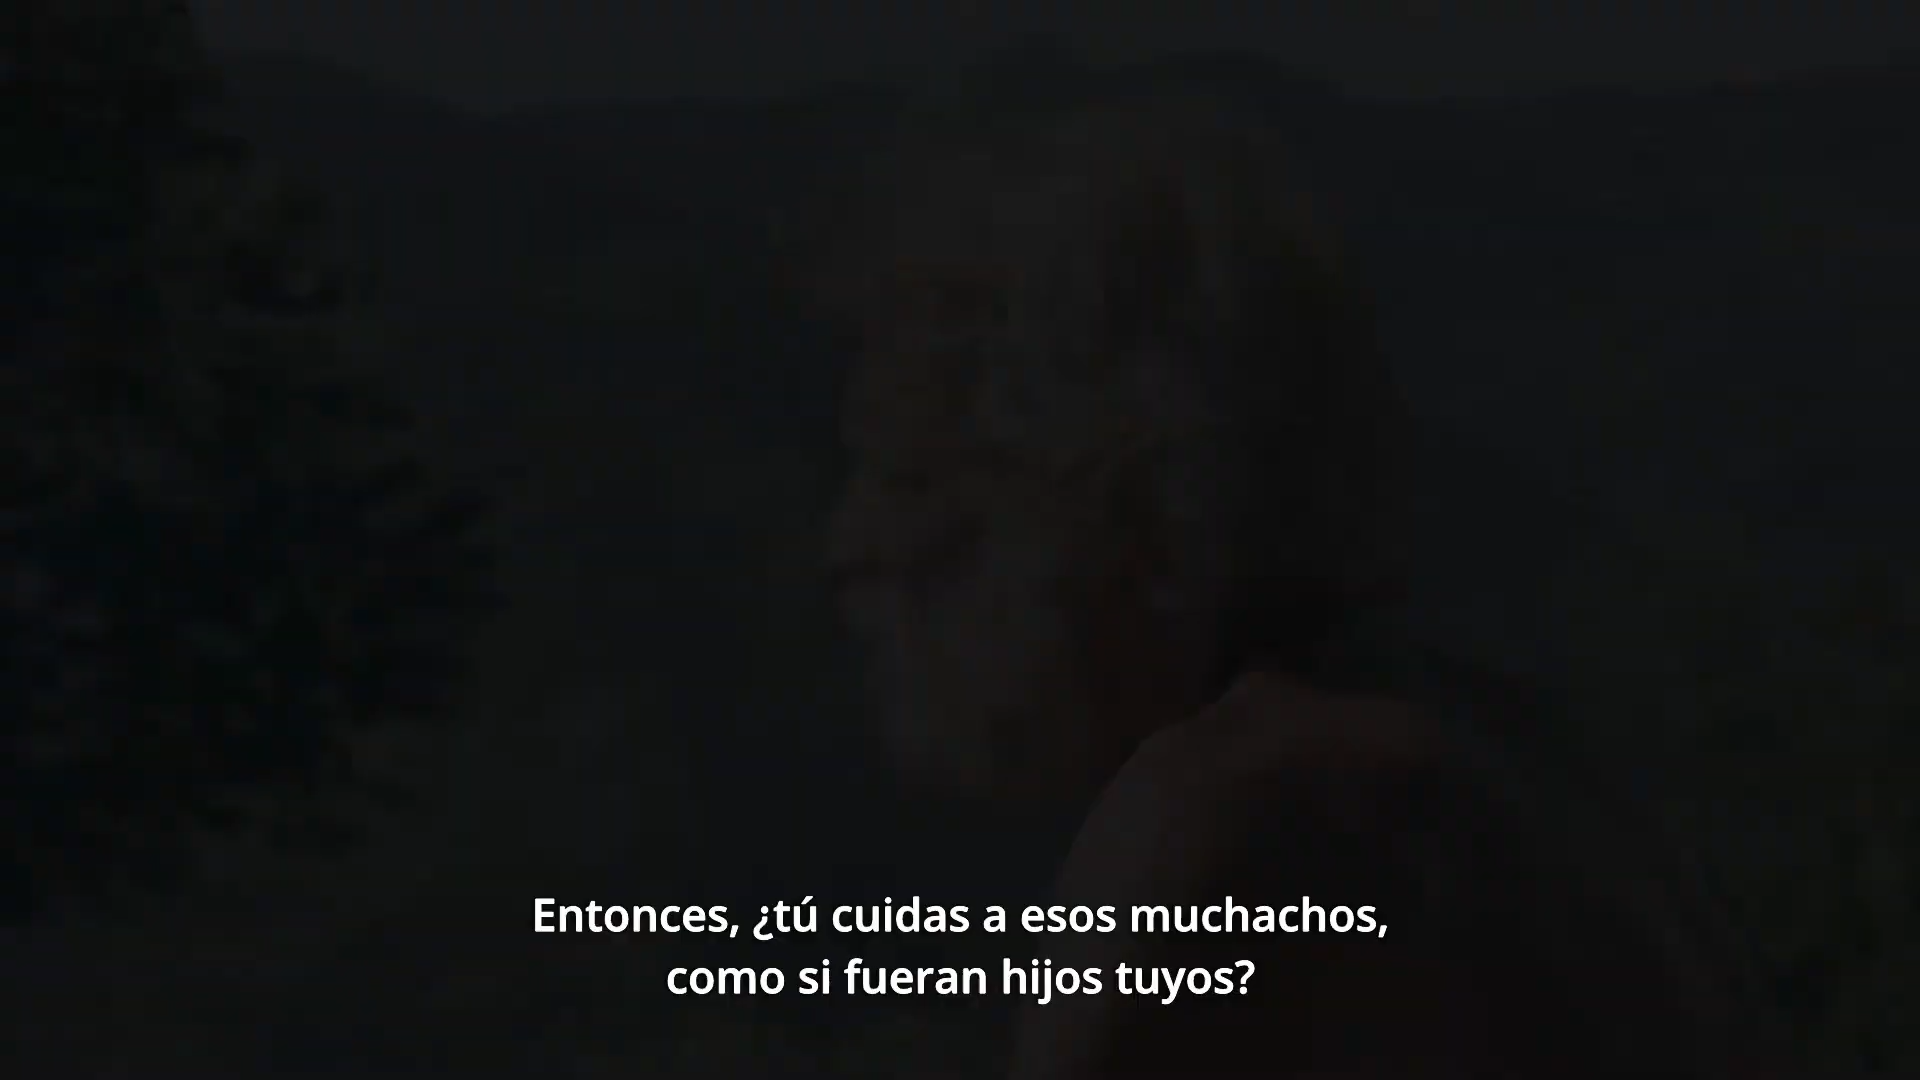 Entonces, ¿tú cuidas a esos muchachos,
como si fueran hijos tuyos?